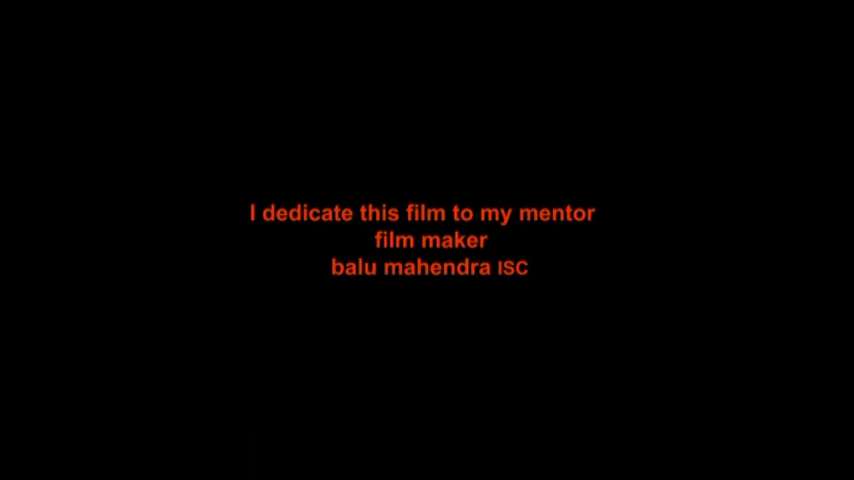 I dedicate this film to my mentor
film maker
balu mahendra ISC